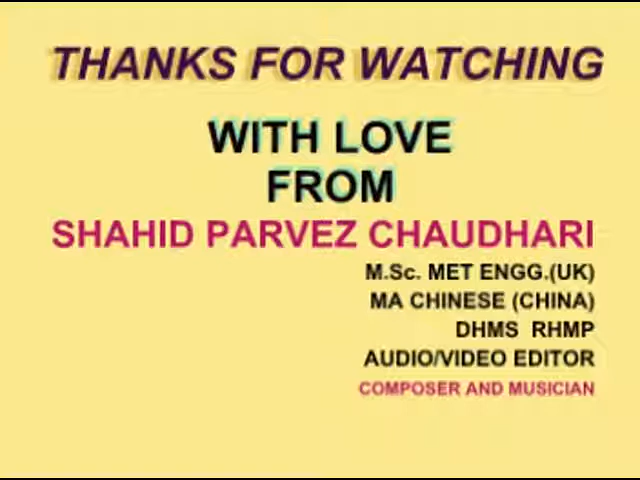 THANKS FOR WATCHING
WITH LOVE
FROM
SHAHID PARVEZ CHAUDHARI
M.Sc. MET ENGG.(UK)
MA CHINESE (CHINA)
DHMS RHMP
AUDIO/VIDEO EDITOR
COMPOSER AND MUSICIAN